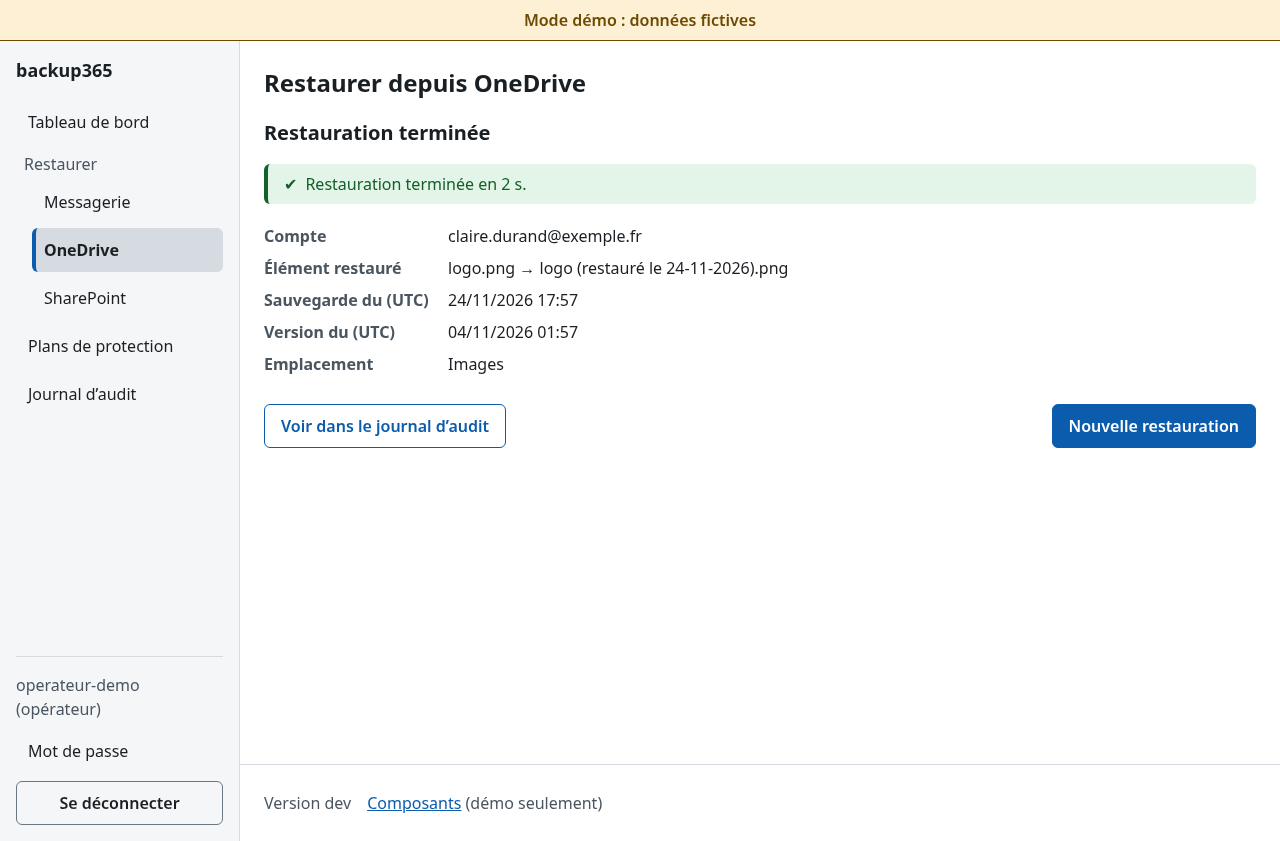 Mode démo : données fictives
backup365
Tableau de bord
Restaurer
Messagerie
OneDrive
SharePoint
Plans de protection
Journal d’audit
operateur-demo
(opérateur)
Mot de passe
Se déconnecter
Restaurer depuis OneDrive
Restauration terminée
✔ Restauration terminée en 2 s.
Compte claire.durand@exemple.fr
Élément restauré logo.png → logo (restauré le 24-11-2026).png
Sauvegarde du (UTC) 24/11/2026 17:57
Version du (UTC) 04/11/2026 01:57
Emplacement Images
Voir dans le journal d’audit Nouvelle restauration
Version dev Composants (démo seulement)